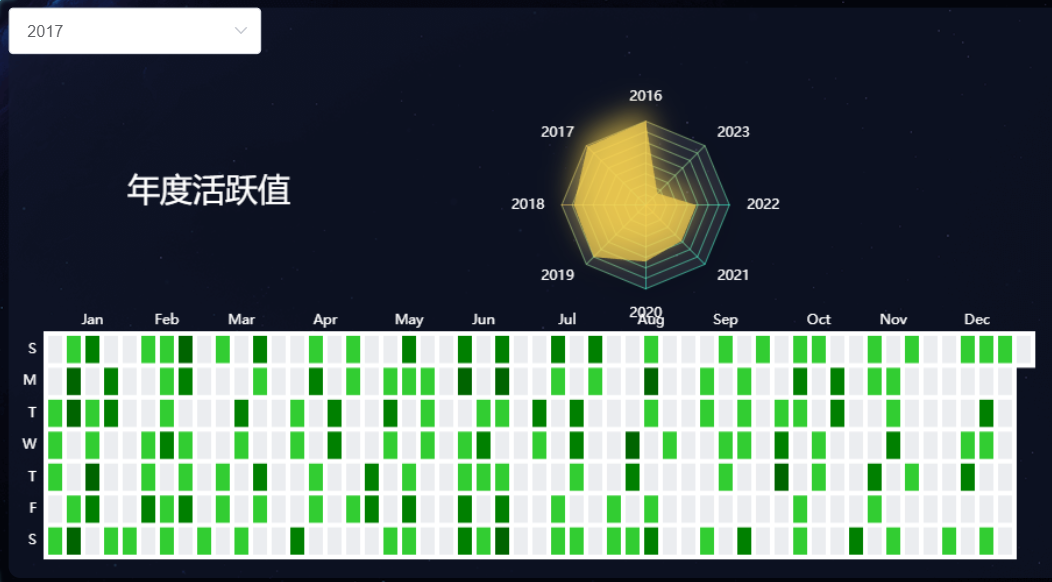 2017
2016
2017
2023
年度活跃值
2018
2022
2019
2021
2020
Jan Feb Mar Apr May Jun Jul Aug Sep Oct Nov Dec
S
M
T
W
T
F
S